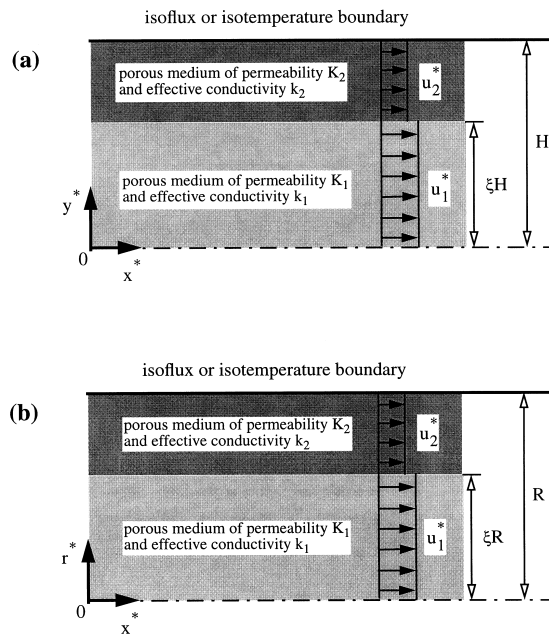 isoflux or isotemperature boundary
(a)
porous medium of permeability K2
and effective conductivity k2
u2*
H
porous medium of permeability K1
and effective conductivity k1
u1*
ξH
y*
0
x*
isoflux or isotemperature boundary
(b)
porous medium of permeability K2
and effective conductivity k2
u2*
R
porous medium of permeability K1
and effective conductivity k1
u1*
ξR
r*
0
x*